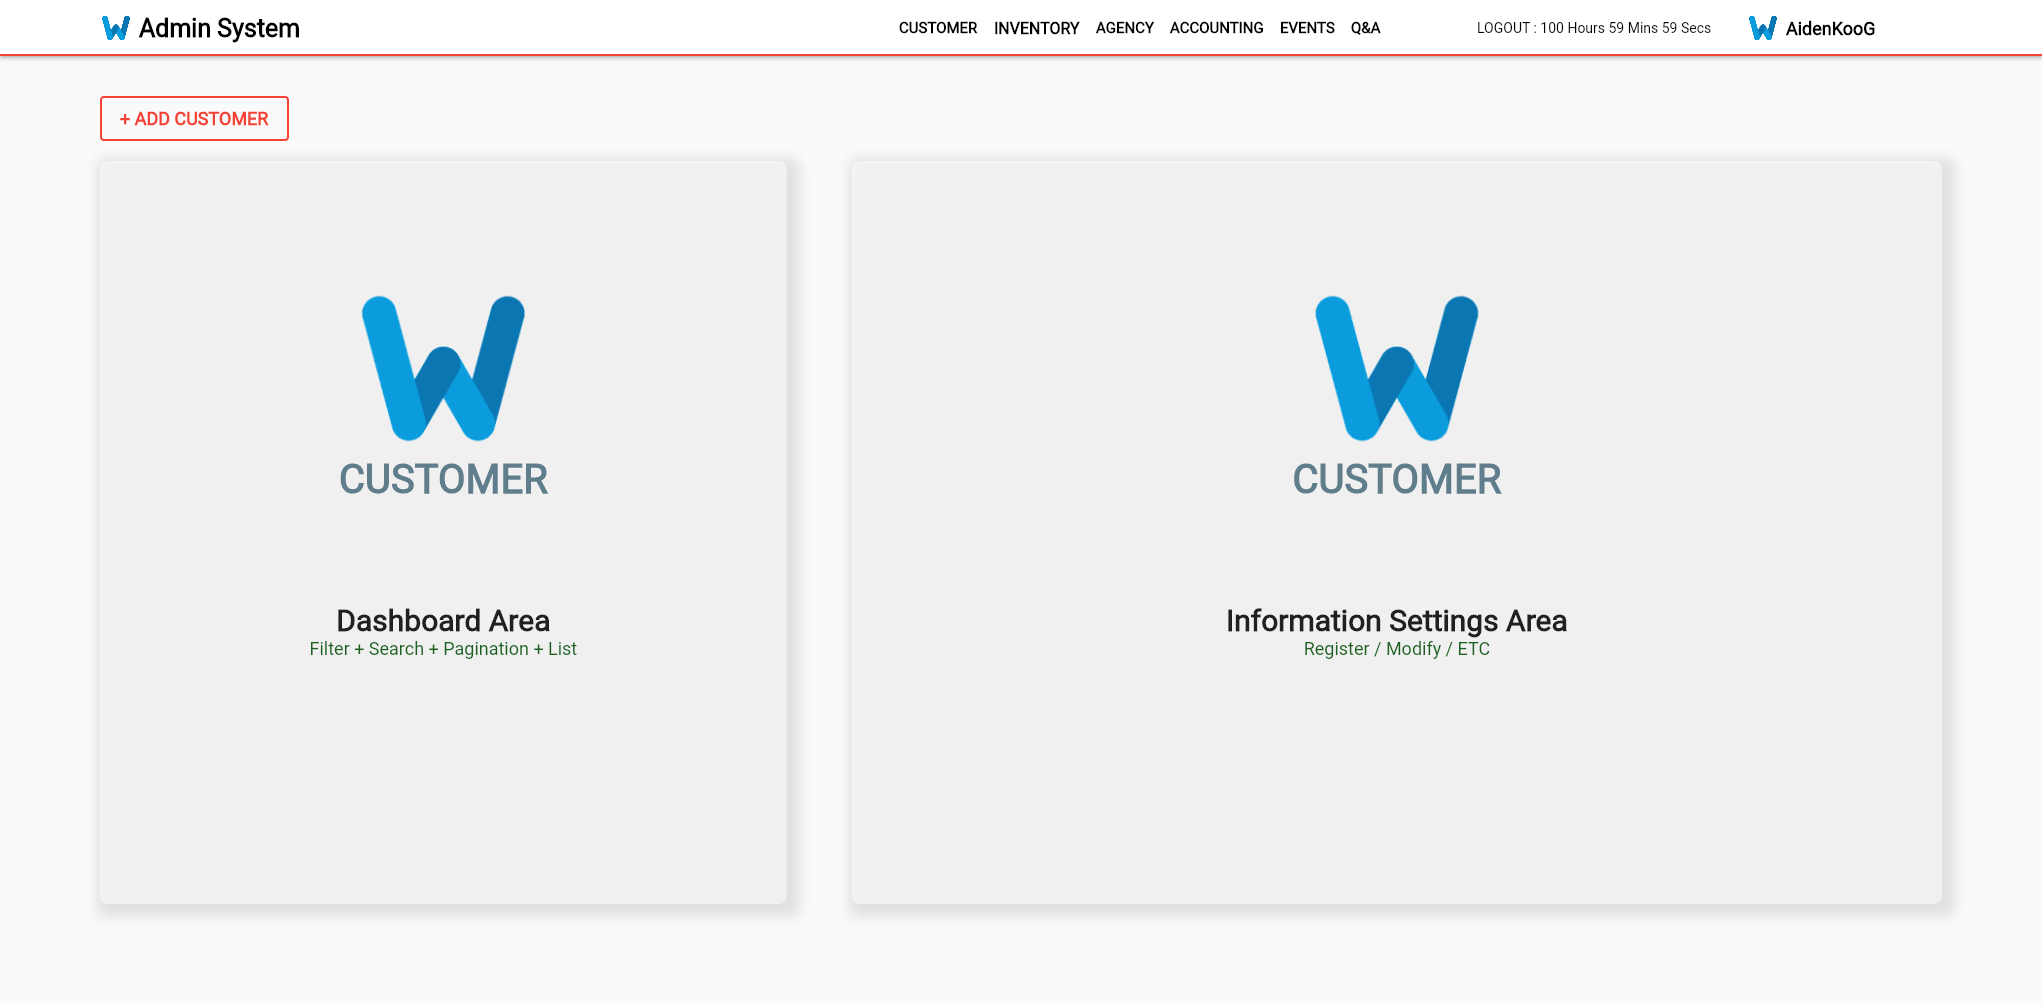 Admin System
CUSTOMER INVENTORY AGENCY ACCOUNTING EVENTS Q&A
LOGOUT : 100 Hours 59 Mins 59 Secs
AidenKooG
+ ADD CUSTOMER
CUSTOMER
Dashboard Area
Filter + Search + Pagination + List
CUSTOMER
Information Settings Area
Register / Modify / ETC